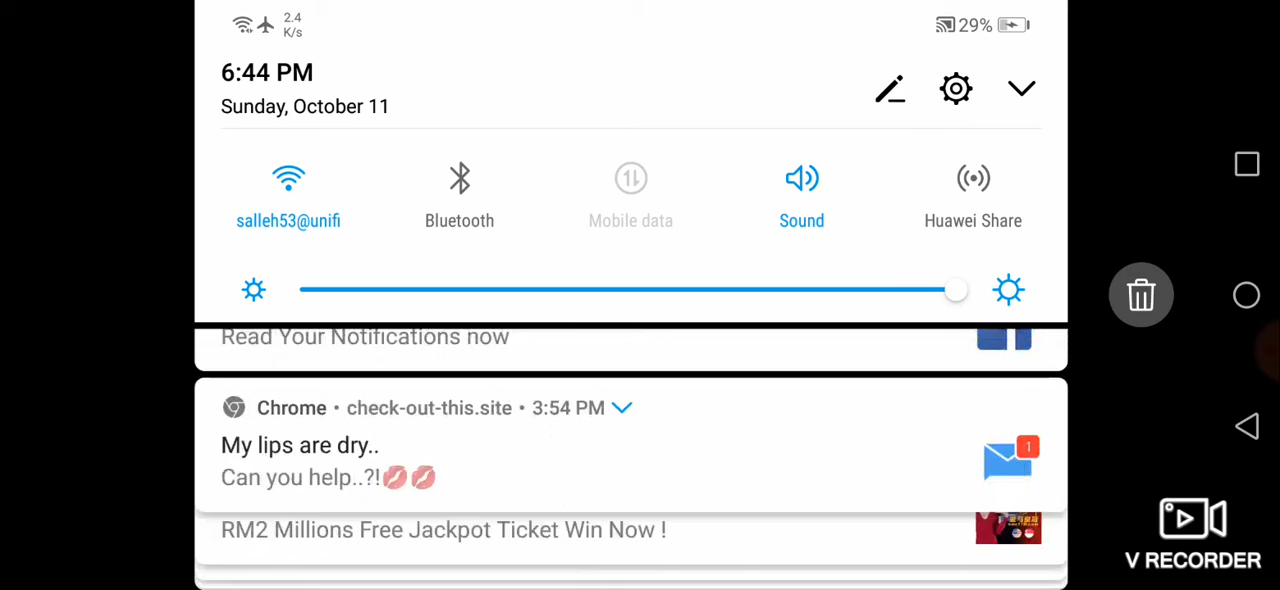 2.4
K/s
29%
6:44 PM
Sunday, October 11
salleh53@unifi
Bluetooth
Mobile data
Sound
Huawei Share
Read Your Notifications now
Chrome • check-out-this.site • 3:54 PM
My lips are dry..
Can you help..?!💋💋
1
RM2 Millions Free Jackpot Ticket Win Now !
V RECORDER